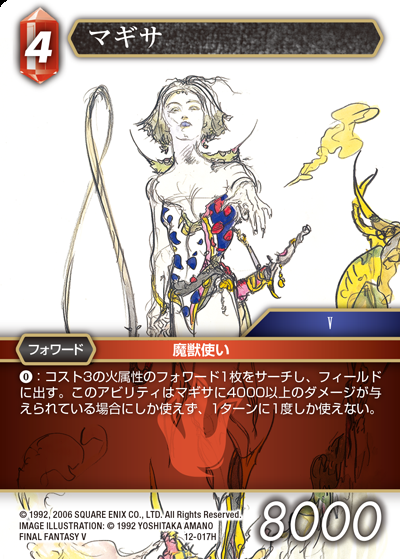 4
マギサ
V
フォワード
魔獣使い
0：コスト3の火属性のフォワード1枚をサーチし、フィールド
に出す。このアビリティはマギサに4000以上のダメージが与
えられている場合にしか使えず、1ターンに1度しか使えない。
© 1992, 2006 SQUARE ENIX CO., LTD. All Rights Reserved.
IMAGE ILLUSTRATION: © 1992 YOSHITAKA AMANO
FINAL FANTASY V
12-017H
8000